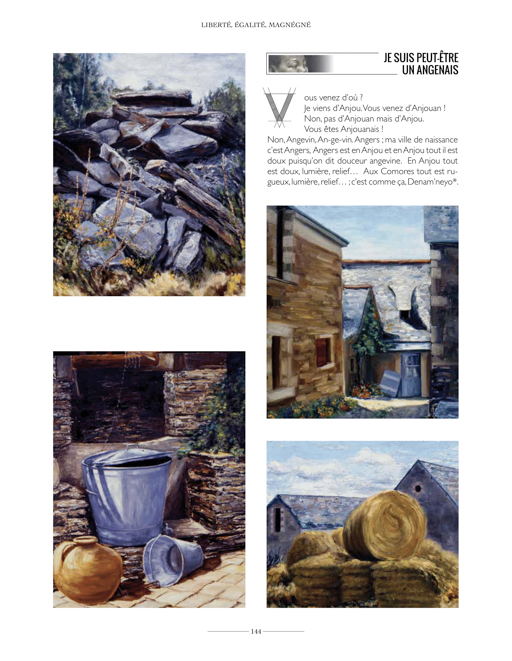 LIBERTÉ, ÉGALITÉ, MAGNÉGNÉ
JE SUIS PEUT-ÊTRE
UN ANGENAIS
Vous venez d'où ?
Je viens d'Anjou. Vous venez d'Anjouan !
Non, pas d'Anjouan mais d'Anjou.
Vous êtes Anjouanais !
Non, Angevin, An-ge-vin. Angers ; ma ville de naissance
c'est Angers, Angers est en Anjou et en Anjou tout il est
doux puisqu'on dit douceur angevine. En Anjou tout
est doux, lumière, relief… Aux Comores tout est ru-
gueux, lumière, relief… ; c'est comme ça, Denam'neyo*.
144